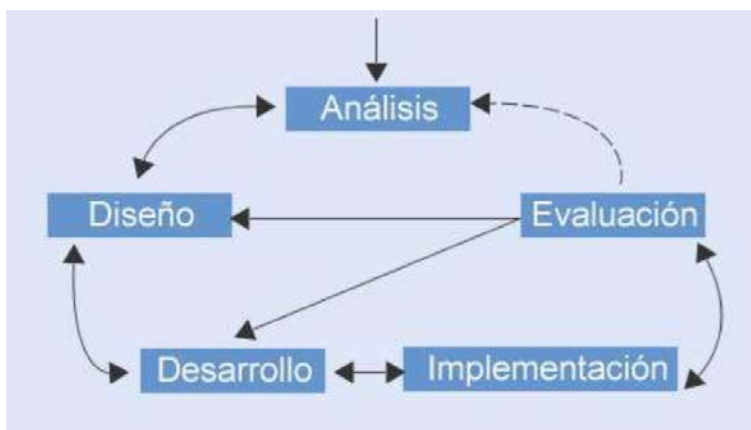 Análisis
Diseño
Evaluación
Desarrollo
Implementación